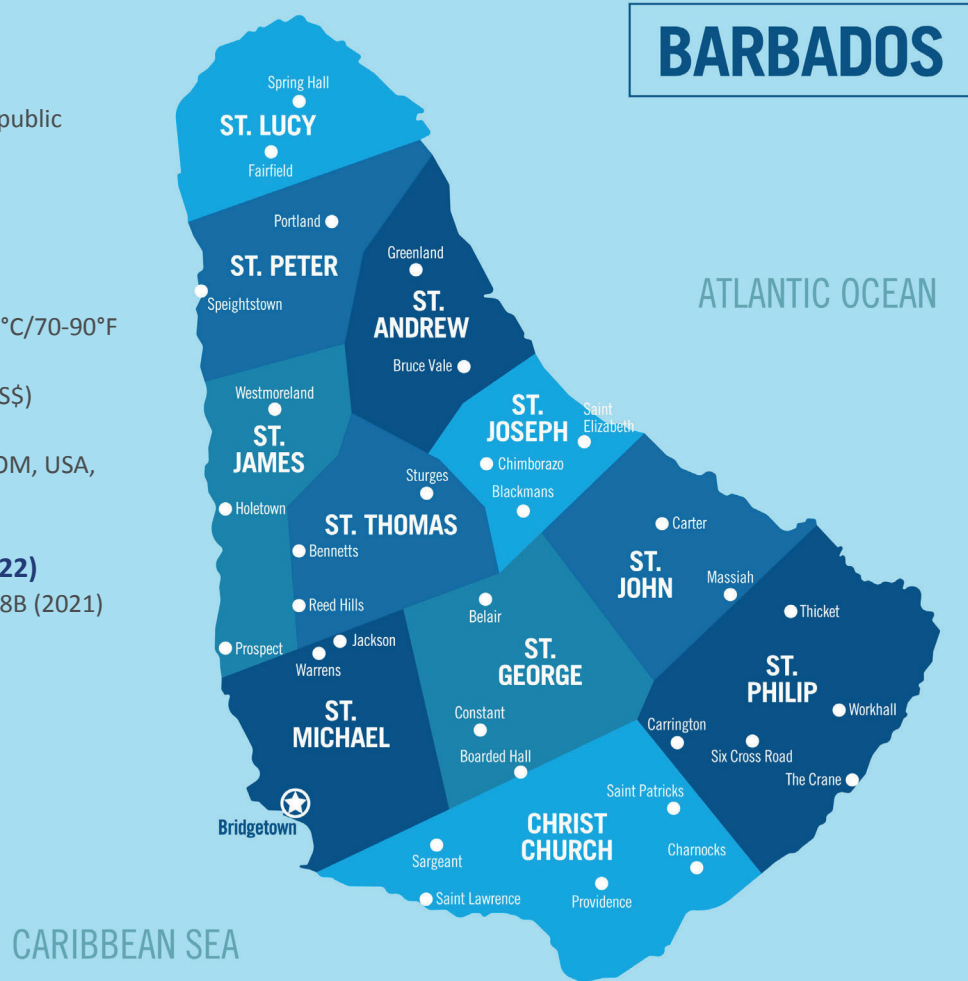 BARBADOS
public
°C/70-90°F
S$)
OM, USA,
22)
8B (2021)
Spring Hall
ST. LUCY
Fairfield
Portland
ST. PETER
Speightstown
Greenland
ST.
ANDREW
Bruce Vale
ATLANTIC OCEAN
Westmoreland
ST.
JAMES
Holetown
Prospect
ST.
JOSEPH
Saint
Elizabeth
Chimborazo
Blackmans
Sturges
ST. THOMAS
Bennetts
Reed Hills
Carter
ST.
JOHN
Massiah
Jackson
Warrens
ST.
MICHAEL
Bridgetown
Belair
ST.
GEORGE
Constant
Boarded Hall
Thicket
ST.
PHILIP
Workhall
Carrington
Six Cross Road
The Crane
Saint Patricks
CHRIST
CHURCH
Charnocks
Sargeant
Saint Lawrence
Providence
CARIBBEAN SEA